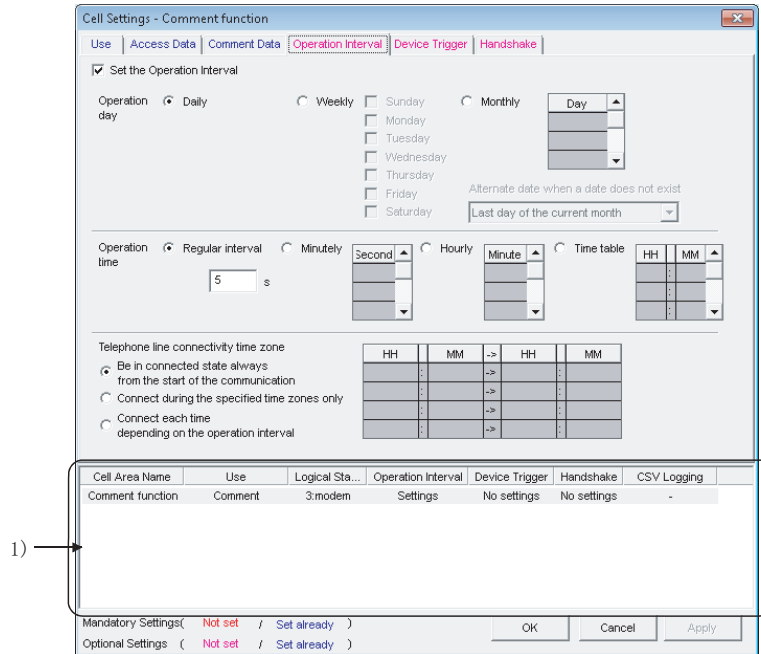 Cell Settings - Comment function
Use Access Data Comment Data Operation Interval Device Trigger Handshake
Set the Operation Interval
Operation day Daily Weekly Sunday Monthly Day
Monday
Tuesday
Wednesday
Thursday
Friday Alternate date when a date does not exist
Saturday Last day of the current month
Operation time Regular interval Minutely Second Hourly Minute Time table HH MM
5 s
:
:
:
Telephone line connectivity time zone
HH MM -> HH MM
Be in connected state always
from the start of the communication
Connect during the specified time zones only
Connect each time
depending on the operation interval
: -> :
: -> :
: -> :
: -> :
Cell Area Name Use Logical Sta... Operation Interval Device Trigger Handshake CSV Logging
Comment function Comment 3:modem Settings No settings No settings -
1)
Mandatory Settings( Not set / Set already )
Optional Settings ( Not set / Set already )
OK Cancel Apply